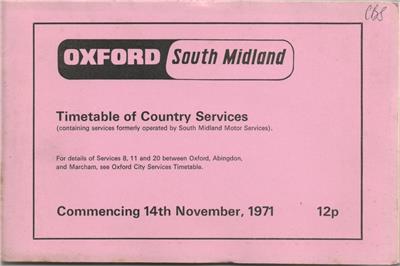 CBS
OXFORD South Midland
Timetable of Country Services
(containing services formerly operated by South Midland Motor Services).
For details of Services 8, 11 and 20 between Oxford, Abingdon,
and Marcham, see Oxford City Services Timetable.
Commencing 14th November, 1971 12p